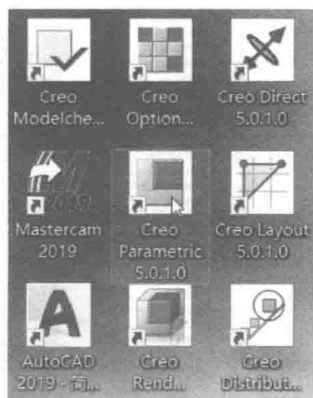 Creo
Modelche...
Creo
Option...
Creo Direct
5.0.1.0
Mastercam
2019
Creo
Parametric
5.0.1.0
Creo Layout
5.0.1.0
AutoCAD
2019 - 简...
Creo
Rend...
Creo
Distribut...